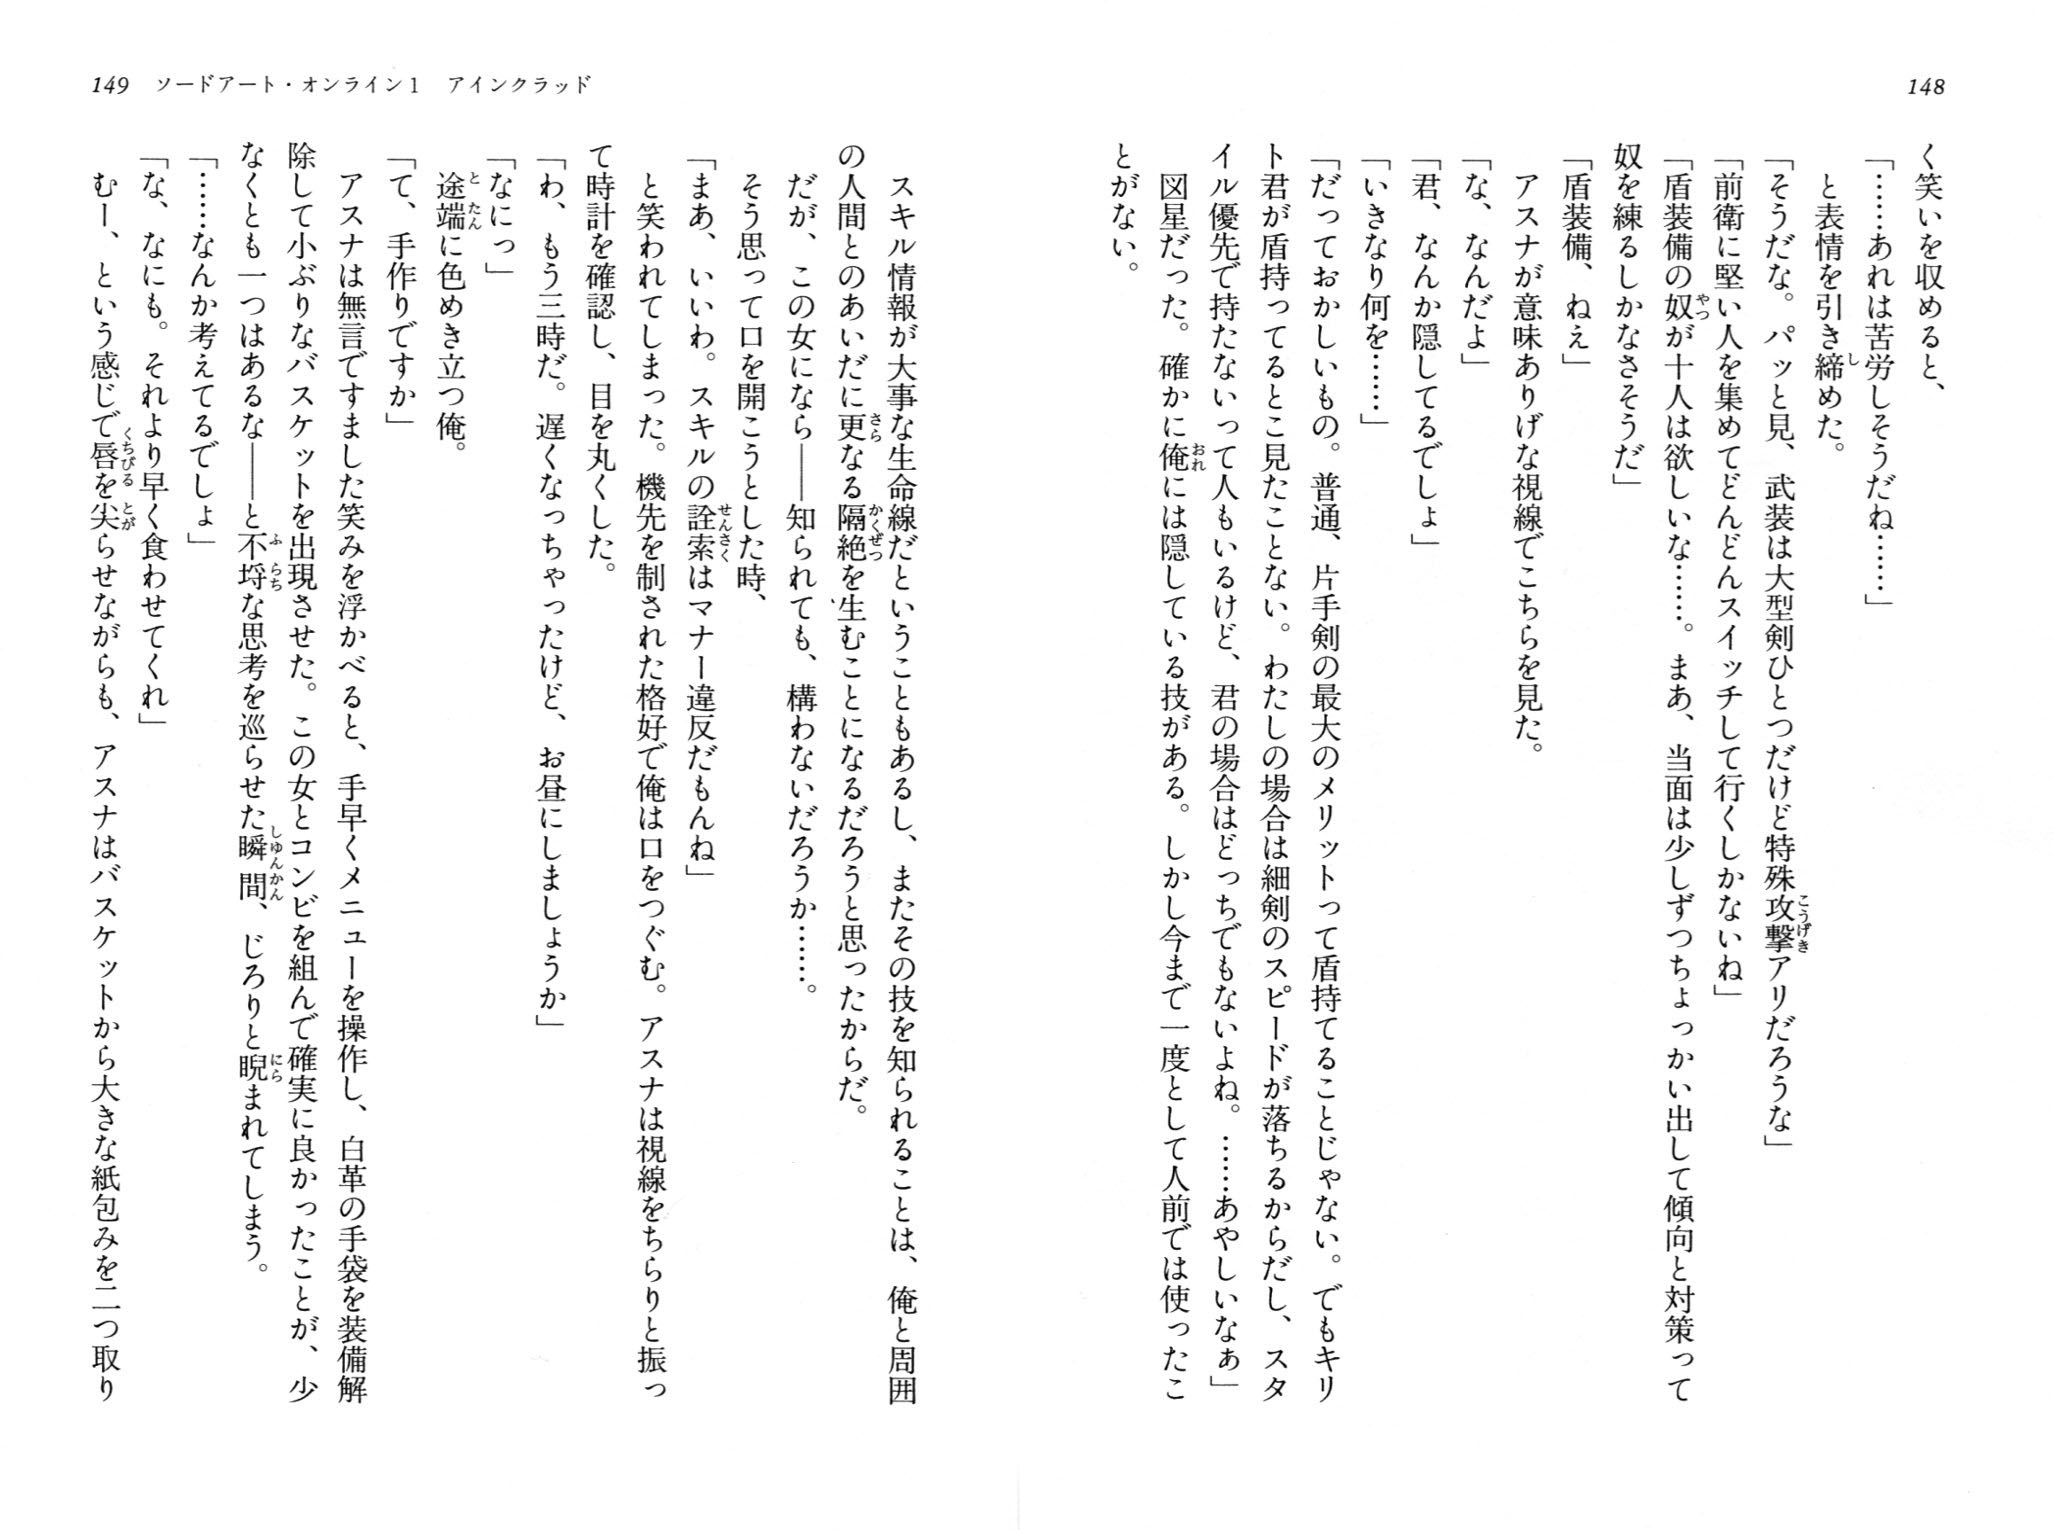 148
く笑いを収めると、
「……あれは苦労しそうだね……」
と表情を引き締めた。
「そうだな。パッと見、武装は大型剣ひとつだけど特殊攻撃アリだろうな」
「前衛に堅い人を集めてどんどんスイッチして行くしかないね」
「盾装備の奴が十人は欲しいな……。まあ、当面は少しずつちょっかい出して傾向と対策って
奴を練るしかなさそうだ」
「盾装備、ねえ」
アスナが意味ありげな視線でこちらを見た。
「な、なんだよ」
「君、なんか隠してるでしょ」
「いきなり何を……」
「だっておかしいもの。普通、片手剣の最大のメリットって盾持てることじゃない。でもキリ
ト君が盾持ってるとこ見たことない。わたしの場合は細剣のスピードが落ちるからだし、スタ
イル優先で持たないって人もいるけど、君の場合はどっちでもないよね。……あやしいなぁ」
図星だった。確かに俺には隠している技がある。しかし今まで一度として人前では使ったこ
とがない。
149 ソードアート・オンライン1 アインクラッド
スキル情報が大事な生命線だということもあるし、またその技を知られることは、俺と周囲
の人間とのあいだに更なる隔絶を生むことになるだろうと思ったからだ。
だが、この女になら――知られても、構わないだろうか……。
そう思って口を開こうとした時、
「まあ、いいわ。スキルの詮索はマナー違反だもんね」
と笑われてしまった。機先を制された格好で俺は口をつぐむ。アスナは視線をちらりと振っ
て時計を確認し、目を丸くした。
「わ、もう三時だ。遅くなっちゃったけど、お昼にしましょうか」
「なにっ」
途端に色めき立つ俺。
「て、手作りですか」
アスナは無言ですました笑みを浮かべると、手早くメニューを操作し、白革の手袋を装備解
除して小ぶりなバスケットを出現させた。この女とコンビを組んで確実に良かったことが、少
なくとも一つはあるな――と不埒な思考を巡らせた瞬間、じろりと睨まれてしまう。
「……なんか考えてるでしょ」
「な、なにも。それより早く食わせてくれ」
むー、という感じで唇を尖らせながらも、アスナはバスケットから大きな紙包みを二つ取り